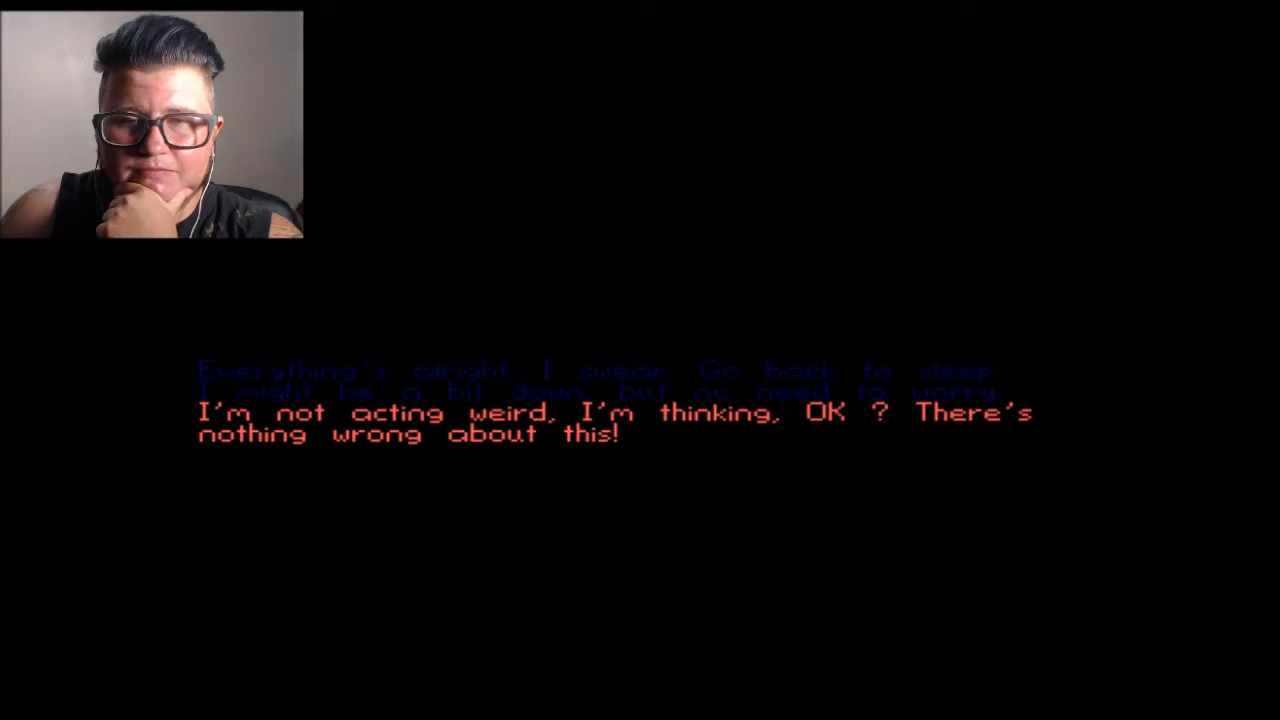 Everything's alright, I swear. Go back to sleep.
I might be a bit down, but no need to worry.
I'm not acting weird, I'm thinking, OK ? There's
nothing wrong about this!